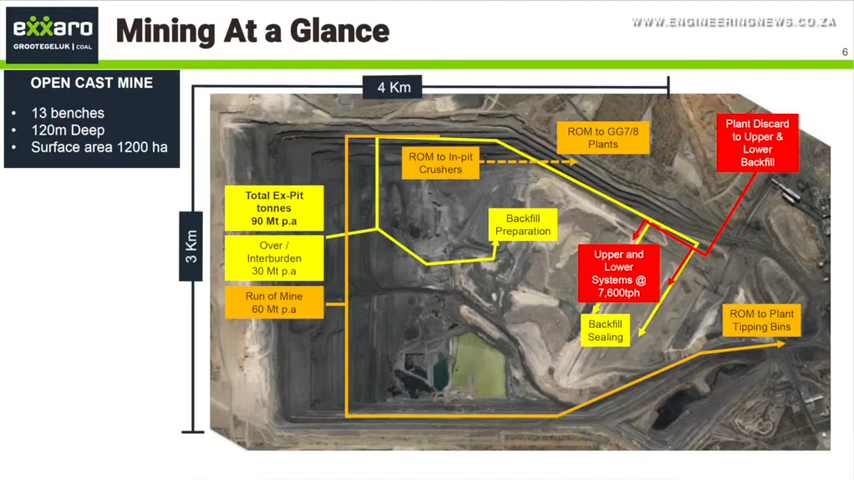 exxaro
GROOTEGELUK | COAL
Mining At a Glance
WWW.ENGINEERINGNEWS.CO.ZA
6
OPEN CAST MINE
• 13 benches
• 120m Deep
• Surface area 1200 ha
4 Km
3 Km
ROM to In-pit
Crushers
ROM to GG7/8
Plants
Plant Discard
to Upper &
Lower
Backfill
Total Ex-Pit
tonnes
90 Mt p.a
Over /
Interburden
30 Mt p.a
Run of Mine
60 Mt p.a
Backfill
Preparation
Upper and
Lower
Systems @
7,600tph
Backfill
Sealing
ROM to Plant
Tipping Bins